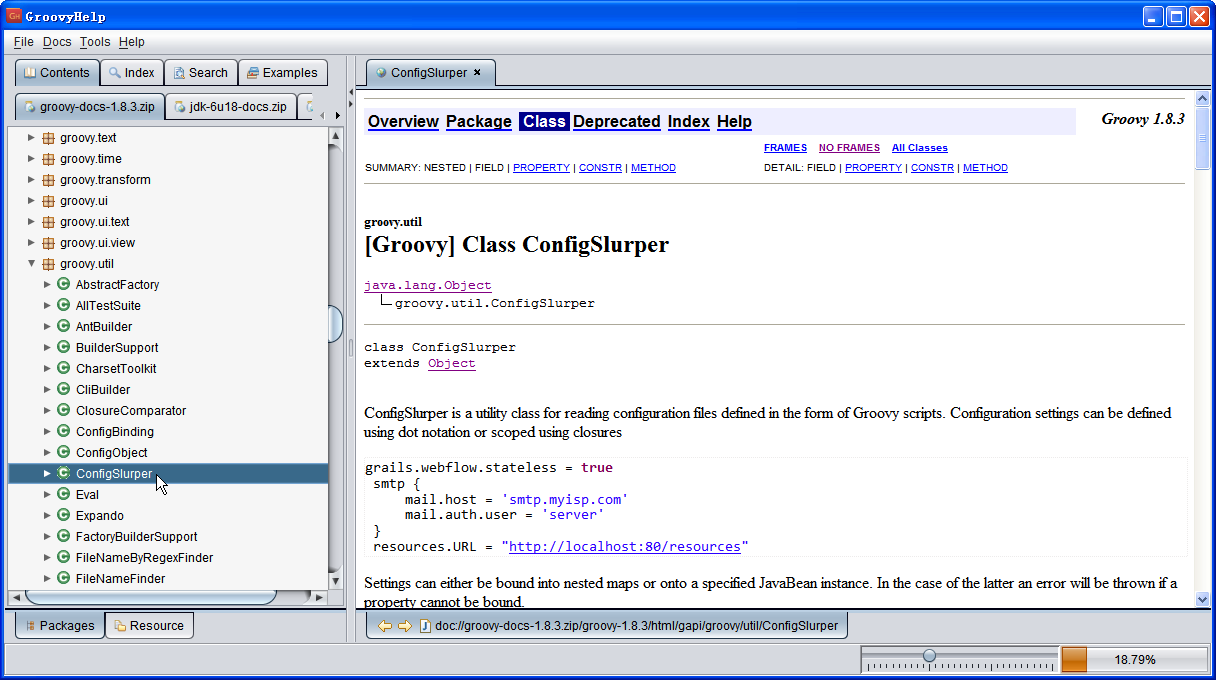 GroovyHelp
File Docs Tools Help
Contents Index Search Examples
groovy-docs-1.8.3.zip jdk-6u18-docs.zip
groovy.text
groovy.time
groovy.transform
groovy.ui
groovy.ui.text
groovy.ui.view
groovy.util
AbstractFactory
AllTestSuite
AntBuilder
BuilderSupport
CharsetToolkit
CliBuilder
ClosureComparator
ConfigBinding
ConfigObject
ConfigSlurper
Eval
Expando
FactoryBuilderSupport
FileNameByRegexFinder
FileNameFinder
Packages Resource
ConfigSlurper
Overview Package Class Deprecated Index Help
Groovy 1.8.3
FRAMES NO FRAMES All Classes
SUMMARY: NESTED | FIELD | PROPERTY | CONSTR | METHOD
DETAIL: FIELD | PROPERTY | CONSTR | METHOD
groovy.util
[Groovy] Class ConfigSlurper
java.lang.Object
groovy.util.ConfigSlurper
class ConfigSlurper
extends Object
ConfigSlurper is a utility class for reading configuration files defined in the form of Groovy scripts. Configuration settings can be defined
using dot notation or scoped using closures
grails.webflow.stateless = true
smtp {
mail.host = 'smtp.myisp.com'
mail.auth.user = 'server'
}
resources.URL = "http://localhost:80/resources"
Settings can either be bound into nested maps or onto a specified JavaBean instance. In the case of the latter an error will be thrown if a
property cannot be bound.
doc://groovy-docs-1.8.3.zip/groovy-1.8.3/html/gapi/groovy/util/ConfigSlurper
18.79%